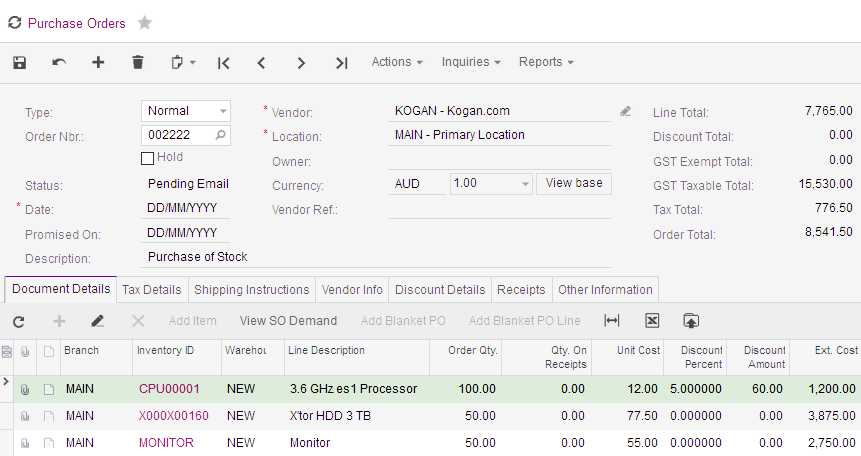 Purchase Orders
Actions Inquiries Reports
Type: Normal * Vendor: KOGAN - Kogan.com Line Total: 7,765.00
Order Nbr.: 002222 * Location: MAIN - Primary Location Discount Total: 0.00
Hold Owner: GST Exempt Total: 0.00
Status: Pending Email Currency: AUD 1.00 View base GST Taxable Total: 15,530.00
* Date: DD/MM/YYYY Vendor Ref.: Tax Total: 776.50
Promised On: DD/MM/YYYY Order Total: 8,541.50
Description: Purchase of Stock
Document Details Tax Details Shipping Instructions Vendor Info Discount Details Receipts Other Information
Add Item View SO Demand Add Blanket PO Add Blanket PO Line
Branch Inventory ID Warehou Line Description Order Qty. Qty. On Receipts Unit Cost Discount Percent Discount Amount Ext. Cost
MAIN CPU00001 NEW 3.6 GHz es1 Processor 100.00 0.00 12.00 5.000000 60.00 1,200.00
MAIN X000X00160 NEW X'tor HDD 3 TB 50.00 0.00 77.50 0.000000 0.00 3,875.00
MAIN MONITOR NEW Monitor 50.00 0.00 55.00 0.000000 0.00 2,750.00